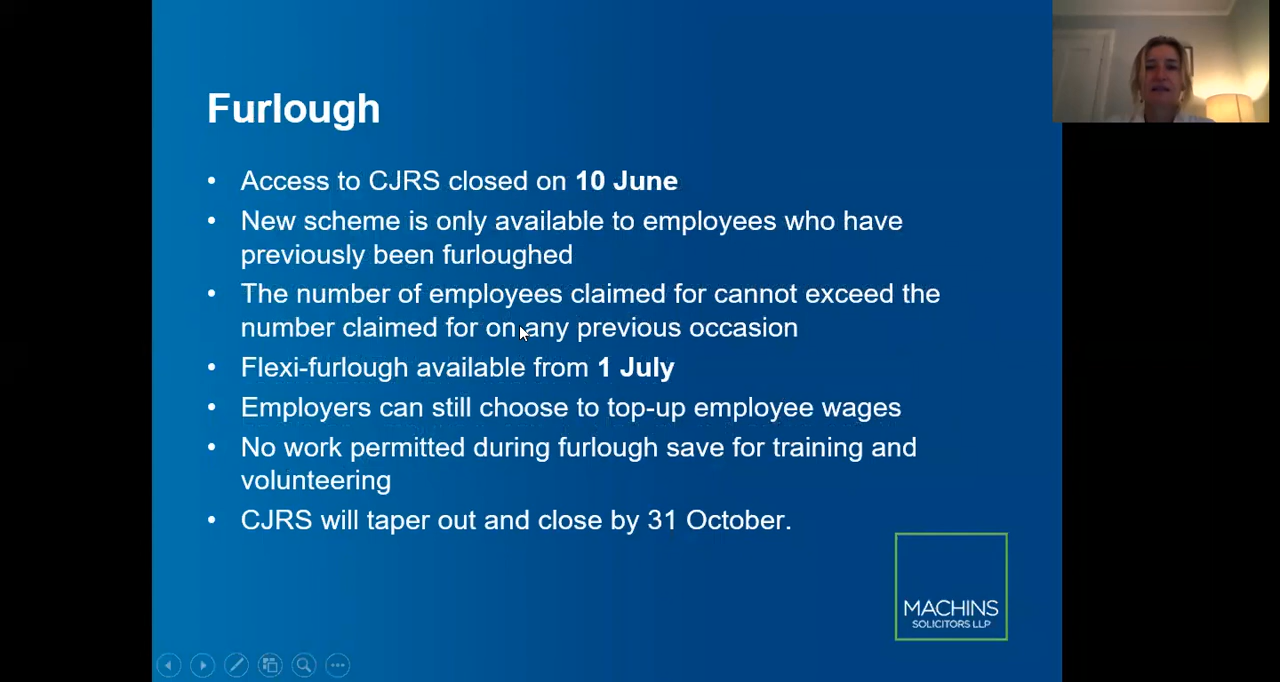 Furlough
• Access to CJRS closed on 10 June
• New scheme is only available to employees who have
previously been furloughed
• The number of employees claimed for cannot exceed the
number claimed for on any previous occasion
• Flexi-furlough available from 1 July
• Employers can still choose to top-up employee wages
• No work permitted during furlough save for training and
volunteering
• CJRS will taper out and close by 31 October.
MACHINS
SOLICITORS LLP